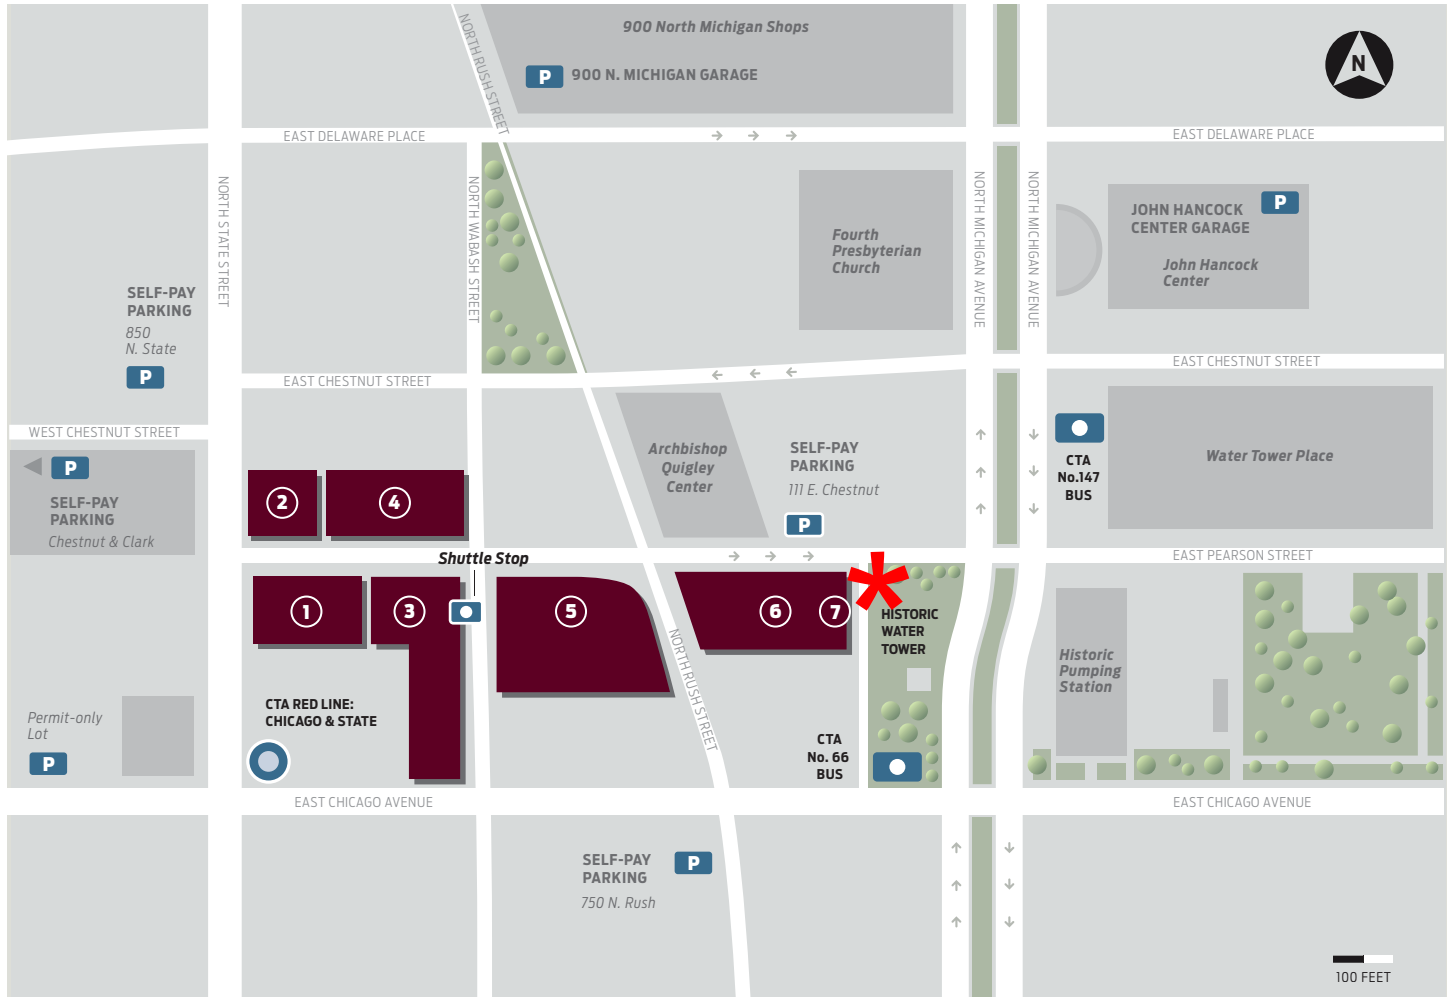 900 North Michigan Shops
P
900 N. MICHIGAN GARAGE
N
NORTH RUSH STREET
EAST DELAWARE PLACE
EAST DELAWARE PLACE
NORTH STATE STREET
NORTH WABASH STREET
NORTH MICHIGAN AVENUE
NORTH MICHIGAN AVENUE
Fourth
Presbyterian
Church
JOHN HANCOCK
CENTER GARAGE
P
John Hancock
Center
SELF-PAY
PARKING
850
N. State
P
EAST CHESTNUT STREET
EAST CHESTNUT STREET
WEST CHESTNUT STREET
P
SELF-PAY
PARKING
Chestnut & Clark
Archbishop
Quigley
Center
SELF-PAY
PARKING
111 E. Chestnut
P
CTA
No.147
BUS
Water Tower Place
2
4
Shuttle Stop
EAST PEARSON STREET
1
3
5
6
7
HISTORIC
WATER
TOWER
NORTH RUSH STREET
Historic
Pumping
Station
CTA RED LINE:
CHICAGO & STATE
Permit-only
Lot
P
CTA
No. 66
BUS
EAST CHICAGO AVENUE
EAST CHICAGO AVENUE
SELF-PAY
PARKING
P
750 N. Rush
100 FEET